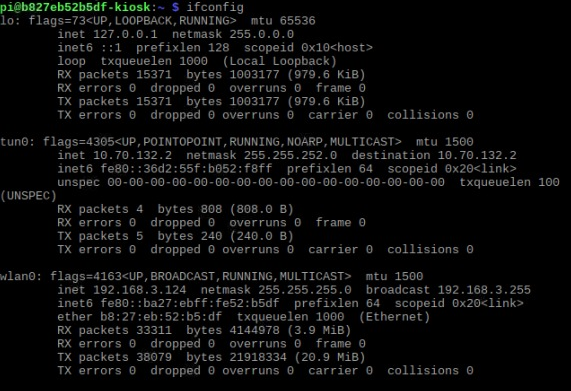 pi@b827eb52b5df-kiosk:~ $ ifconfig
lo: flags=73<UP,LOOPBACK,RUNNING>  mtu 65536
        inet 127.0.0.1  netmask 255.0.0.0
        inet6 ::1  prefixlen 128  scopeid 0x10<host>
        loop  txqueuelen 1000  (Local Loopback)
        RX packets 15371  bytes 1003177 (979.6 KiB)
        RX errors 0  dropped 0  overruns 0  frame 0
        TX packets 15371  bytes 1003177 (979.6 KiB)
        TX errors 0  dropped 0 overruns 0  carrier 0  collisions 0

tun0: flags=4305<UP,POINTOPOINT,RUNNING,NOARP,MULTICAST>  mtu 1500
        inet 10.70.132.2  netmask 255.255.252.0  destination 10.70.132.2
        inet6 fe80::36d2:55f:b052:f8ff  prefixlen 64  scopeid 0x20<link>
        unspec 00-00-00-00-00-00-00-00-00-00-00-00-00-00-00-00  txqueuelen 100
(UNSPEC)
        RX packets 4  bytes 808 (808.0 B)
        RX errors 0  dropped 0  overruns 0  frame 0
        TX packets 5  bytes 240 (240.0 B)
        TX errors 0  dropped 0 overruns 0  carrier 0  collisions 0

wlan0: flags=4163<UP,BROADCAST,RUNNING,MULTICAST>  mtu 1500
        inet 192.168.3.124  netmask 255.255.255.0  broadcast 192.168.3.255
        inet6 fe80::ba27:ebff:fe52:b5df  prefixlen 64  scopeid 0x20<link>
        ether b8:27:eb:52:b5:df  txqueuelen 1000  (Ethernet)
        RX packets 33311  bytes 4144978 (3.9 MiB)
        RX errors 0  dropped 0  overruns 0  frame 0
        TX packets 38079  bytes 21918334 (20.9 MiB)
        TX errors 0  dropped 0 overruns 0  carrier 0  collisions 0